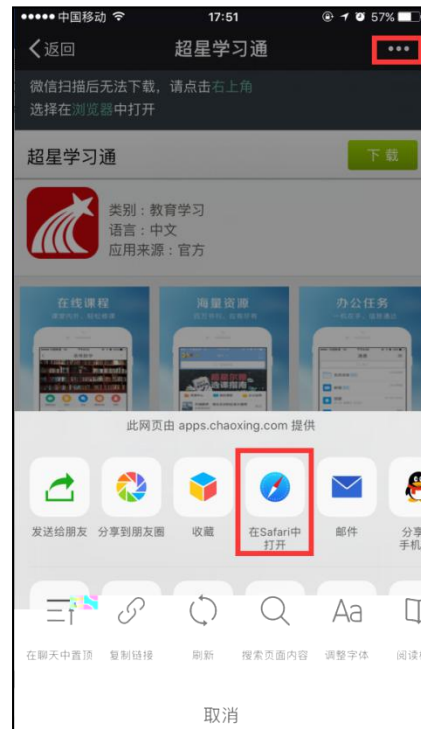 中国移动 17:51 57%
返回 超星学习通
微信扫描后无法下载，请点击右上角
选择在浏览器中打开
超星学习通 下载
类别：教育学习
语言：中文
应用来源：官方
在线课程 海量资源 办公任务
此网页由 apps.chaoxing.com 提供
发送给朋友 分享到朋友圈 收藏 在Safari中 邮件 分享
打开 手机
Aa
在聊天中置顶 复制链接 刷新 搜索页面内容 调整字体 阅读
取消